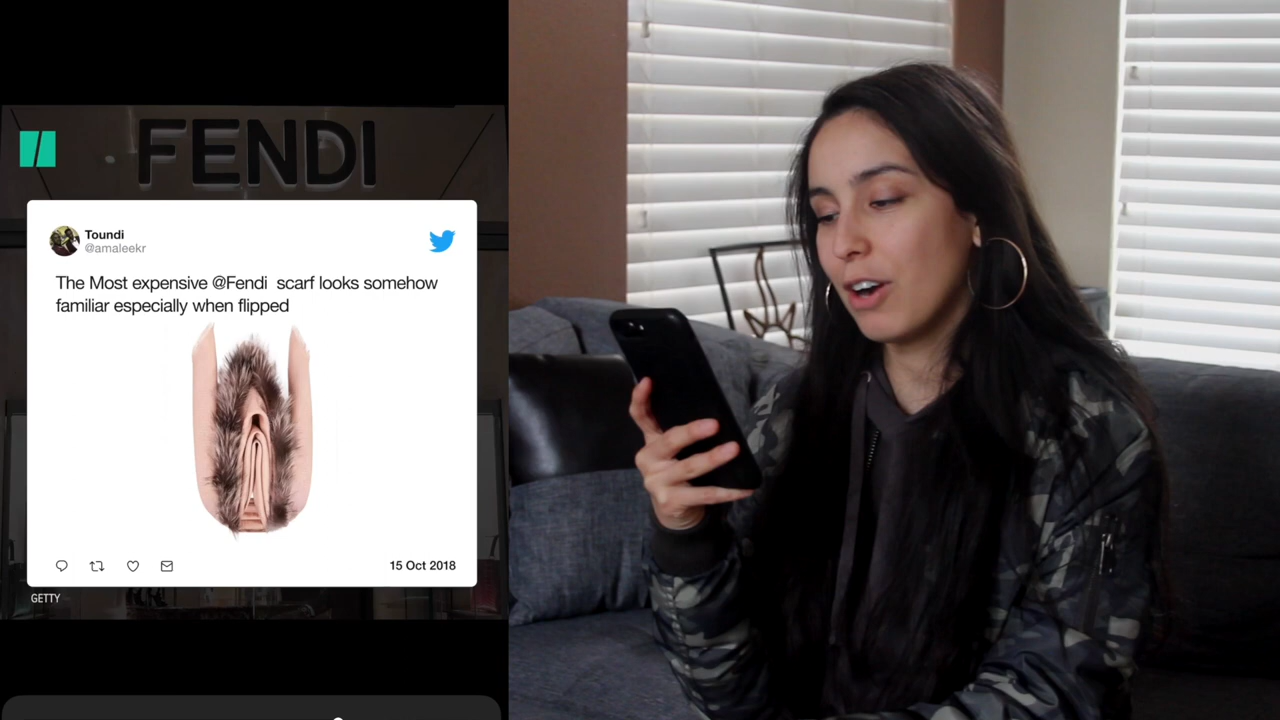 FENDI
Toundi
@amaleekr
The Most expensive @Fendi scarf looks somehow
familiar especially when flipped
15 Oct 2018
GETTY